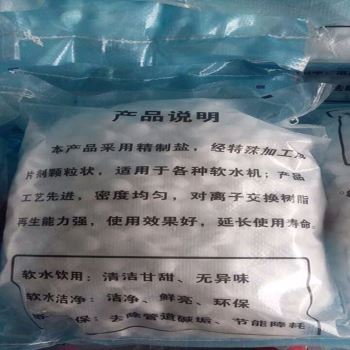 产品说明
本产品采用精制盐，经特殊加工
片剂颗粒状，适用于各种软水机；产品
工艺先进，密度均匀，对离子交换树脂
再生能力强，使用效果好，延长使用寿命。
软水饮用：清洁甘甜、无异味
软水洁净：洁净、鲜亮、环保
保：去除管道碱垢、节能降耗